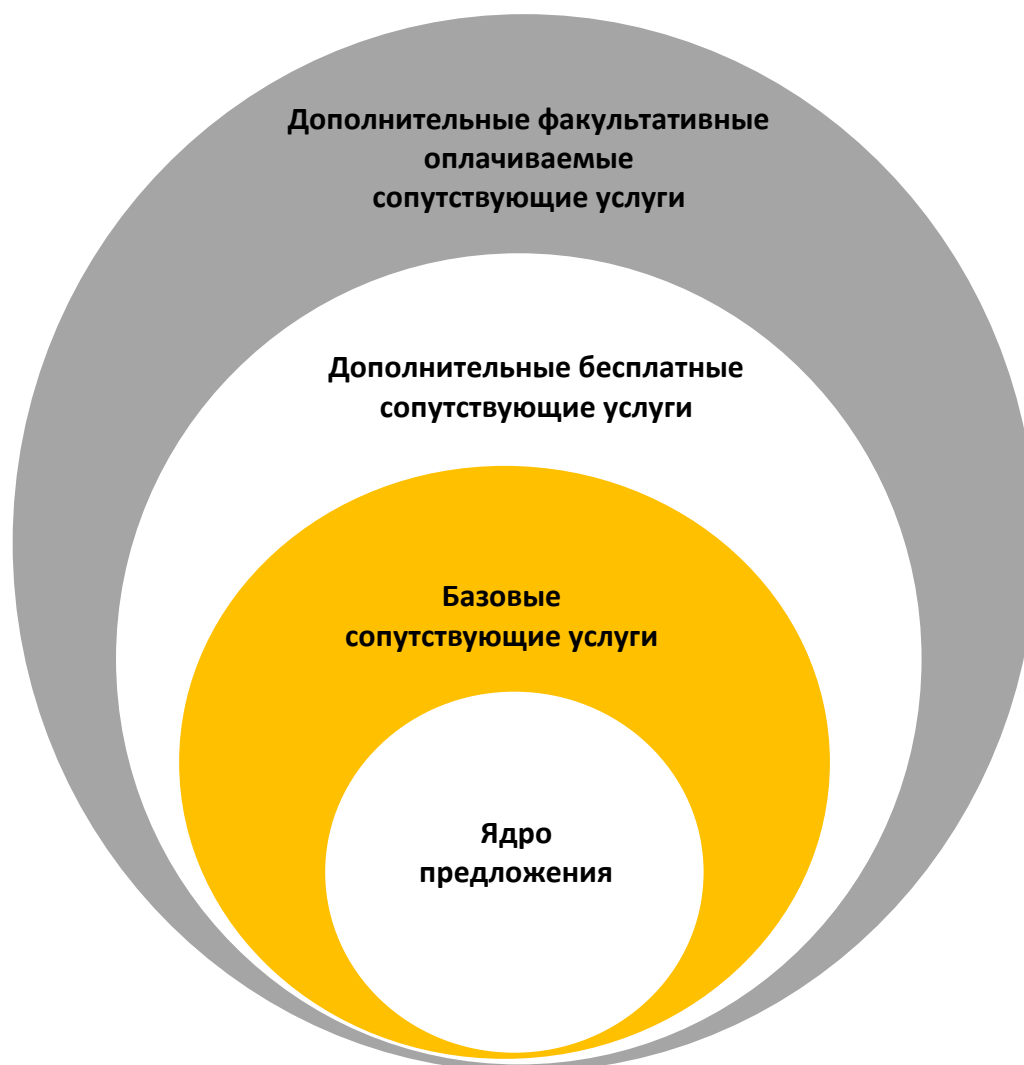 Дополнительные факультативные
оплачиваемые
сопутствующие услуги
Дополнительные бесплатные
сопутствующие услуги
Базовые
сопутствующие услуги
Ядро
предложения